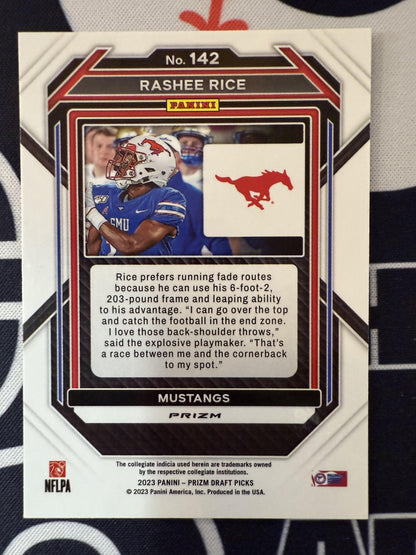 No. 142
RASHEE RICE
PANINI
SMU
Rice prefers running fade routes
because he can use his 6-foot-2,
203-pound frame and leaping ability
to his advantage. “I can go over the
top and catch the football in the end zone.
I love those back-shoulder throws,”
said the explosive playmaker. “That’s
a race between me and the cornerback
to my spot.”
MUSTANGS
PRIZM
The collegiate indicia used herein are trademarks owned
by the respective collegiate institutions.
NFLPA
2023 PANINI – PRIZM DRAFT PICKS
© 2023 Panini America, Inc. Produced in the USA.